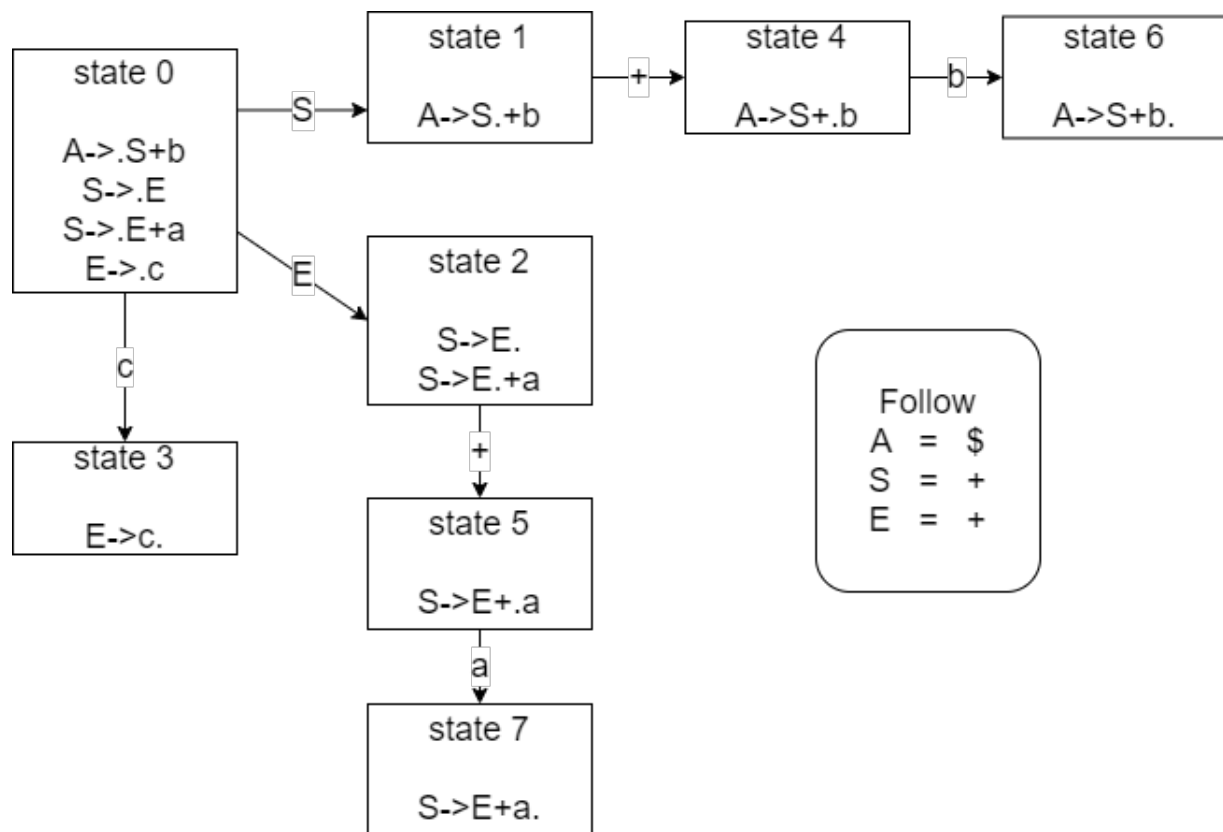 state 0
A->.S+b
S->.E
S->.E+a
E->.c
S
state 1
A->S.+b
+
state 4
A->S+.b
b
state 6
A->S+b.
E
state 2
S->E.
S->E.+a
c
state 3
E->c.
+
state 5
S->E+.a
a
state 7
S->E+a.
Follow
A = $
S = +
E = +